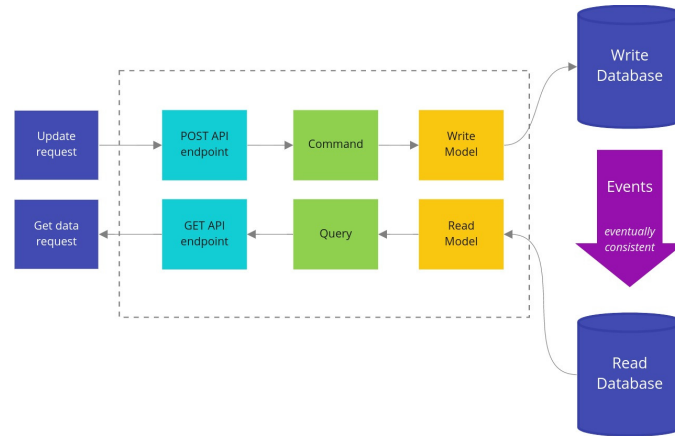 Write
Database
Update
request
POST API
endpoint
Command
Write
Model
Events
eventually
consistent
Get data
request
GET API
endpoint
Query
Read
Model
Read
Database